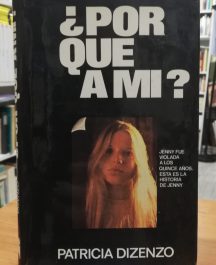 ¿POR
QUE
A MI?
JENNY FUE
VIOLADA
A LOS
QUINCE AÑOS.
ESTA ES LA
HISTORIA
DE JENNY
PATRICIA DIZENZO